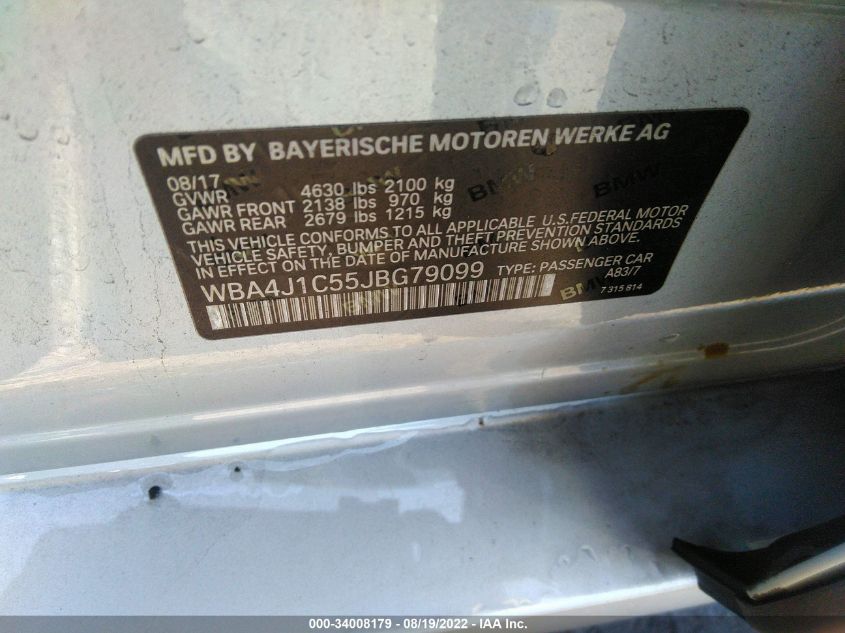 MFD BY BAYERISCHE MOTOREN WERKE AG
08/17
GVWR 4630 lbs 2100 kg
GAWR FRONT 2138 lbs 970 kg
GAWR REAR 2679 lbs 1215 kg
THIS VEHICLE CONFORMS TO ALL APPLICABLE U.S.FEDERAL MOTOR
VEHICLE SAFETY, BUMPER AND THEFT PREVENTION STANDARDS
IN EFFECT ON THE DATE OF MANUFACTURE SHOWN ABOVE.
WBA4J1C55JBG79099 TYPE: PASSENGER CAR
A83/7
BMW 7 315 814
000-34008179 - 08/19/2022 - IAA Inc.